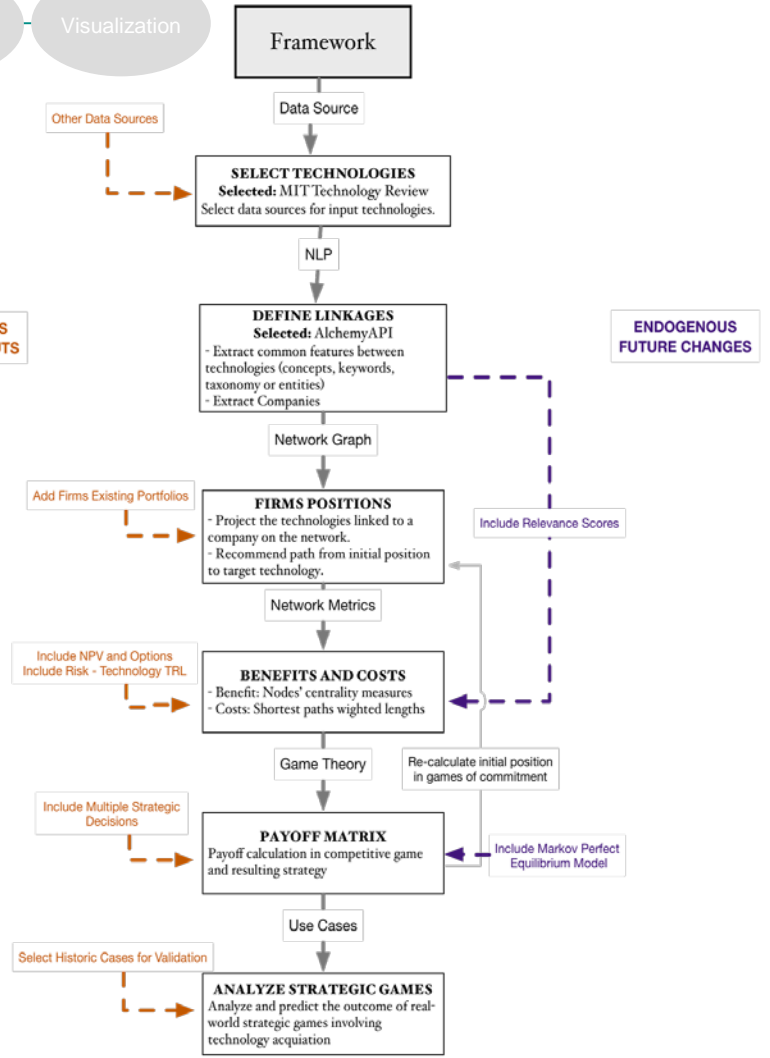 Visualization
Framework
Data Source
Other Data Sources
SELECT TECHNOLOGIES
Selected: MIT Technology Review
Select data sources for input technologies.
NLP
S
TS
DEFINE LINKAGES
Selected: AlchemyAPI
- Extract common features between
technologies (concepts, keywords,
taxonomy or entities)
- Extract Companies
ENDOGENOUS
FUTURE CHANGES
Network Graph
Add Firms Existing Portfolios
FIRMS POSITIONS
- Project the technologies linked to a
company on the network.
- Recommend path from initial position
to target technology.
Include Relevance Scores
Network Metrics
Include NPV and Options
Include Risk - Technology TRL
BENEFITS AND COSTS
- Benefit: Nodes' centrality measures
- Costs: Shortest paths wighted lengths
Game Theory
Re-calculate initial position
in games of commitment
Include Multiple Strategic
Decisions
PAYOFF MATRIX
Payoff calculation in competitive game
and resulting strategy
Include Markov Perfect
Equilibrium Model
Use Cases
Select Historic Cases for Validation
ANALYZE STRATEGIC GAMES
Analyze and predict the outcome of real-
world strategic games involving
technology acquiation